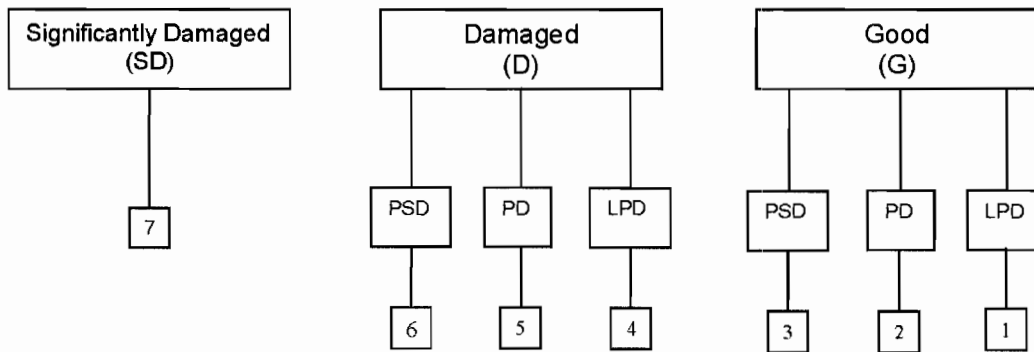 Significantly Damaged
(SD)
Damaged
(D)
Good
(G)
PSD
PD
LPD
PSD
PD
LPD
7
6
5
4
3
2
1